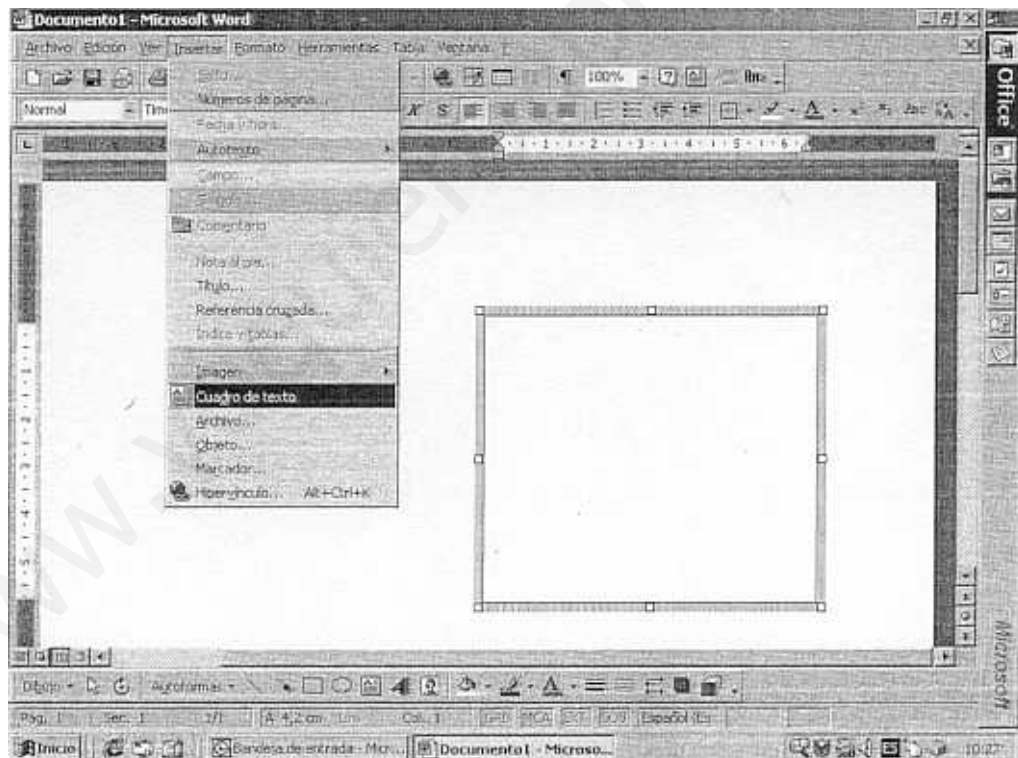 Documento1 - Microsoft Word
Archivo Edición Ver Insertar Formato Herramientas Tabla Ventana ?
100%
Normal
Office
Números de página...
Fecha y hora...
Autotexto
Campo...
Comentario
Nota al pie...
Título...
Referencia cruzada...
Índice y tablas...
Imagen
Cuadro de texto
Archivo...
Objeto...
Marcador...
Hipervínculo... Alt+Ctrl+K
Microsoft
Dibujo Autoformas
Pág. 1 Sec. 1 1/1 A 4,2 cm Lín. Col. 1 GRB MCA EXT SOB Español (Es
Inicio Bandeja de entrada - Micr... Documento1 - Microso... 10:27